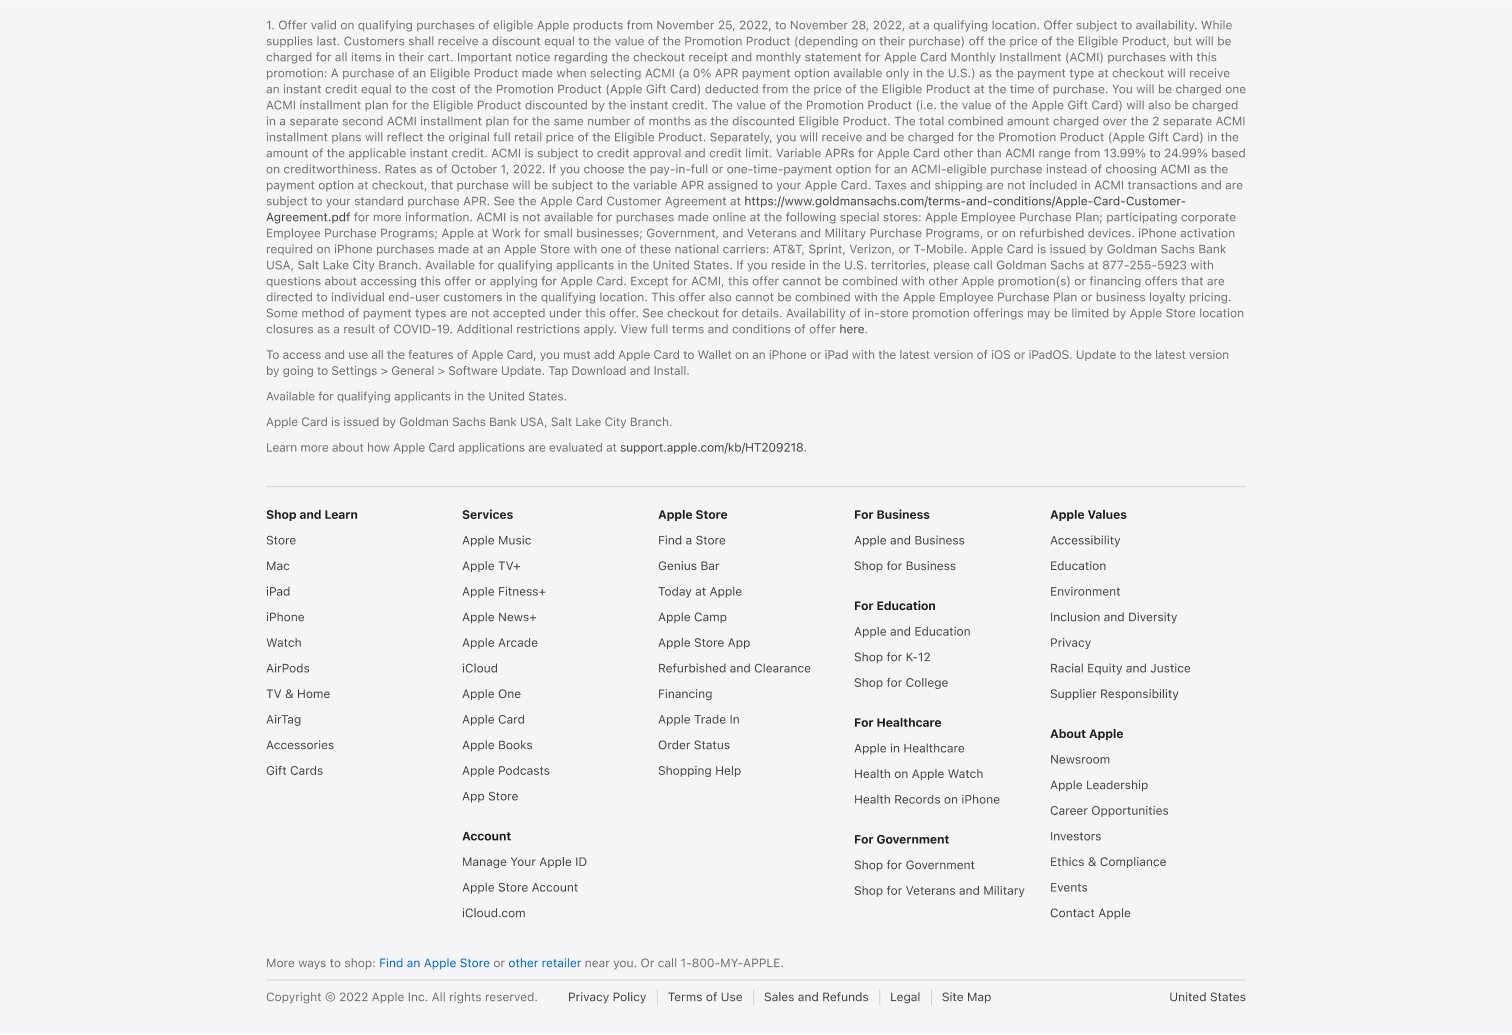 1. Offer valid on qualifying purchases of eligible Apple products from November 25, 2022, to November 28, 2022, at a qualifying location. Offer subject to availability. While
supplies last. Customers shall receive a discount equal to the value of the Promotion Product (depending on their purchase) off the price of the Eligible Product, but will be
charged for all items in their cart. Important notice regarding the checkout receipt and monthly statement for Apple Card Monthly Installment (ACMI) purchases with this
promotion: A purchase of an Eligible Product made when selecting ACMI (a 0% APR payment option available only in the U.S.) as the payment type at checkout will receive
an instant credit equal to the cost of the Promotion Product (Apple Gift Card) deducted from the price of the Eligible Product at the time of purchase. You will be charged one
ACMI installment plan for the Eligible Product discounted by the instant credit. The value of the Promotion Product (i.e. the value of the Apple Gift Card) will also be charged
in a separate second ACMI installment plan for the same number of months as the discounted Eligible Product. The total combined amount charged over the 2 separate ACMI
installment plans will reflect the original full retail price of the Eligible Product. Separately, you will receive and be charged for the Promotion Product (Apple Gift Card) in the
amount of the applicable instant credit. ACMI is subject to credit approval and credit limit. Variable APRs for Apple Card other than ACMI range from 13.99% to 24.99% based
on creditworthiness. Rates as of October 1, 2022. If you choose the pay-in-full or one-time-payment option for an ACMI-eligible purchase instead of choosing ACMI as the
payment option at checkout, that purchase will be subject to the variable APR assigned to your Apple Card. Taxes and shipping are not included in ACMI transactions and are
subject to your standard purchase APR. See the Apple Card Customer Agreement at https://www.goldmansachs.com/terms-and-conditions/Apple-Card-Customer-
Agreement.pdf for more information. ACMI is not available for purchases made online at the following special stores: Apple Employee Purchase Plan; participating corporate
Employee Purchase Programs; Apple at Work for small businesses; Government, and Veterans and Military Purchase Programs, or on refurbished devices. iPhone activation
required on iPhone purchases made at an Apple Store with one of these national carriers: AT&T, Sprint, Verizon, or T-Mobile. Apple Card is issued by Goldman Sachs Bank
USA, Salt Lake City Branch. Available for qualifying applicants in the United States. If you reside in the U.S. territories, please call Goldman Sachs at 877-255-5923 with
questions about accessing this offer or applying for Apple Card. Except for ACMI, this offer cannot be combined with other Apple promotion(s) or financing offers that are
directed to individual end-user customers in the qualifying location. This offer also cannot be combined with the Apple Employee Purchase Plan or business loyalty pricing.
Some method of payment types are not accepted under this offer. See checkout for details. Availability of in-store promotion offerings may be limited by Apple Store location
closures as a result of COVID-19. Additional restrictions apply. View full terms and conditions of offer here.
To access and use all the features of Apple Card, you must add Apple Card to Wallet on an iPhone or iPad with the latest version of iOS or iPadOS. Update to the latest version
by going to Settings > General > Software Update. Tap Download and Install.
Available for qualifying applicants in the United States.
Apple Card is issued by Goldman Sachs Bank USA, Salt Lake City Branch.
Learn more about how Apple Card applications are evaluated at support.apple.com/kb/HT209218.
Shop and Learn
Store
Mac
iPad
iPhone
Watch
AirPods
TV & Home
AirTag
Accessories
Gift Cards
Services
Apple Music
Apple TV+
Apple Fitness+
Apple News+
Apple Arcade
iCloud
Apple One
Apple Card
Apple Books
Apple Podcasts
App Store
Account
Manage Your Apple ID
Apple Store Account
iCloud.com
Apple Store
Find a Store
Genius Bar
Today at Apple
Apple Camp
Apple Store App
Refurbished and Clearance
Financing
Apple Trade In
Order Status
Shopping Help
For Business
Apple and Business
Shop for Business
For Education
Apple and Education
Shop for K-12
Shop for College
For Healthcare
Apple in Healthcare
Health on Apple Watch
Health Records on iPhone
For Government
Shop for Government
Shop for Veterans and Military
Apple Values
Accessibility
Education
Environment
Inclusion and Diversity
Privacy
Racial Equity and Justice
Supplier Responsibility
About Apple
Newsroom
Apple Leadership
Career Opportunities
Investors
Ethics & Compliance
Events
Contact Apple
More ways to shop: Find an Apple Store or other retailer near you. Or call 1-800-MY-APPLE.
Copyright © 2022 Apple Inc. All rights reserved. Privacy Policy Terms of Use Sales and Refunds Legal Site Map United States